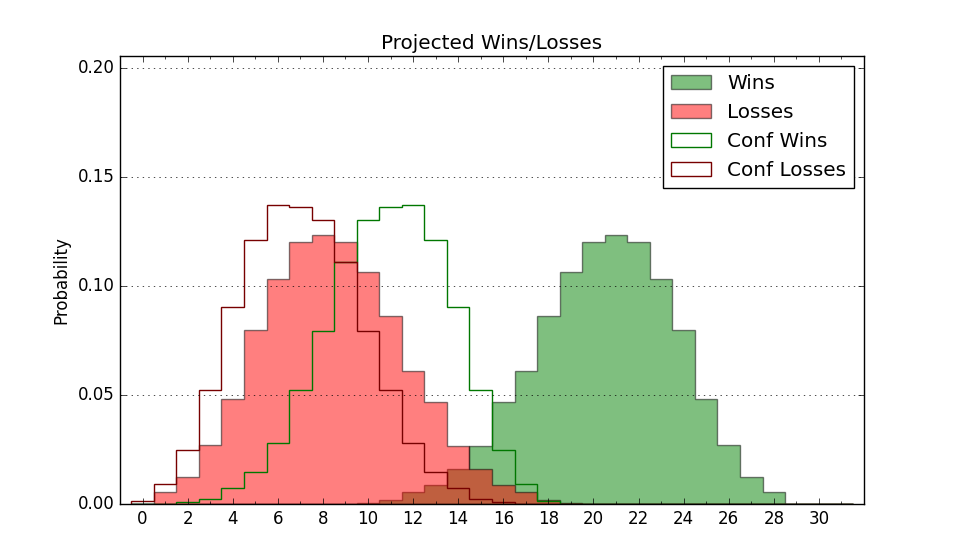 Projected Wins/Losses
0.20
0.15
0.10
0.05
0.00
Probability
Wins
Losses
Conf Wins
Conf Losses
0 2 4 6 8 10 12 14 16 18 20 22 24 26 28 30